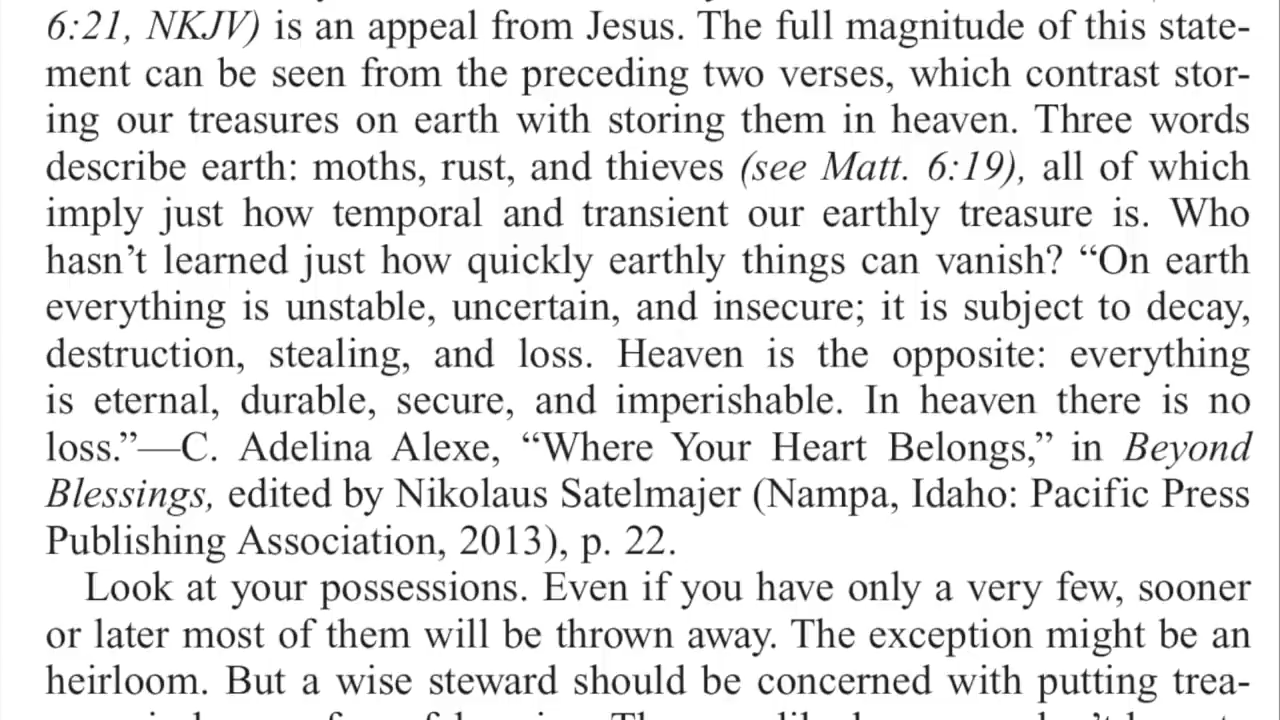 6:21, NKJV) is an appeal from Jesus. The full magnitude of this state-
ment can be seen from the preceding two verses, which contrast stor-
ing our treasures on earth with storing them in heaven. Three words
describe earth: moths, rust, and thieves (see Matt. 6:19), all of which
imply just how temporal and transient our earthly treasure is. Who
hasn’t learned just how quickly earthly things can vanish? “On earth
everything is unstable, uncertain, and insecure; it is subject to decay,
destruction, stealing, and loss. Heaven is the opposite: everything
is eternal, durable, secure, and imperishable. In heaven there is no
loss.”—C. Adelina Alexe, “Where Your Heart Belongs,” in Beyond
Blessings, edited by Nikolaus Satelmajer (Nampa, Idaho: Pacific Press
Publishing Association, 2013), p. 22.
Look at your possessions. Even if you have only a very few, sooner
or later most of them will be thrown away. The exception might be an
heirloom. But a wise steward should be concerned with putting trea-